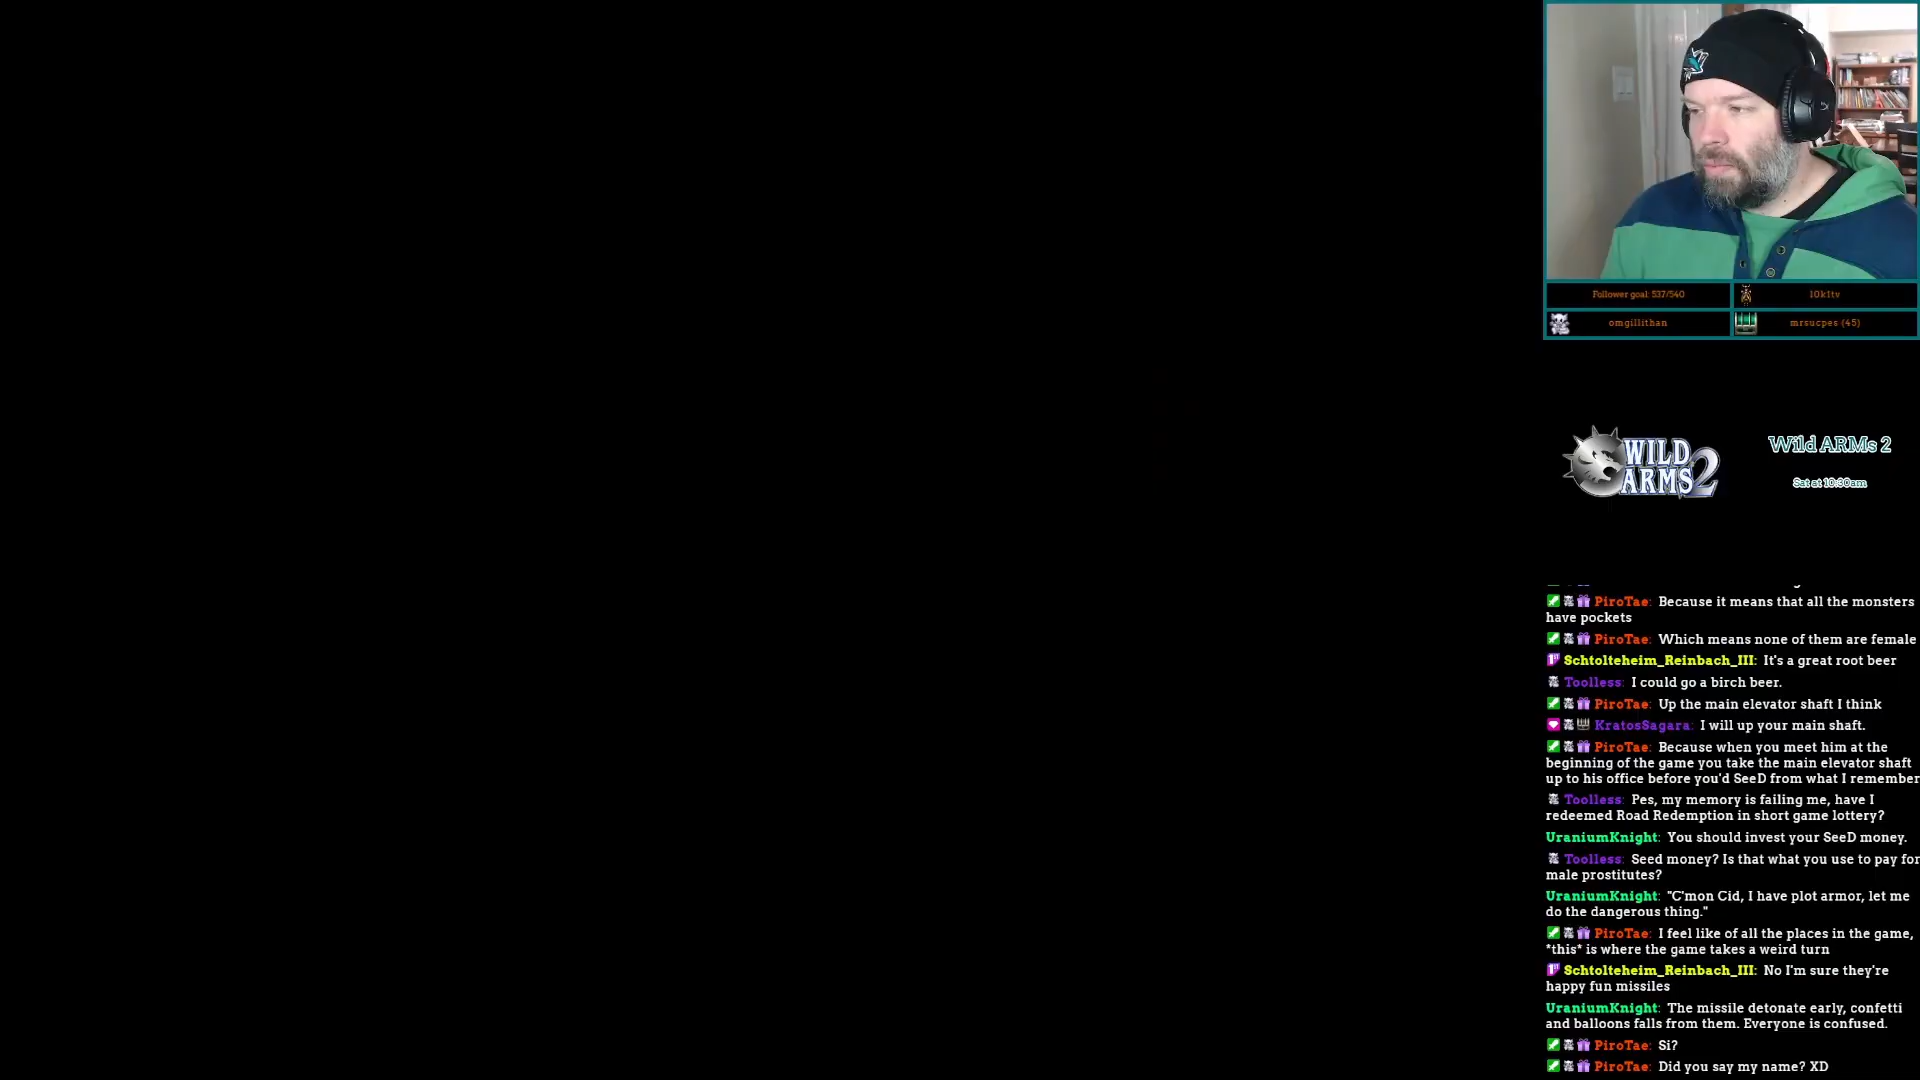 Follower goal: 537/540
10k1tv
omgillithan
mrsucpes (45)
WILD
ARMS 2
Wild ARMs 2
Sat at 10:30am
PiroTae: Because it means that all the monsters
have pockets
PiroTae: Which means none of them are female
Schtolteheim_Reinbach_III: It's a great root beer
Toolless: I could go a birch beer.
PiroTae: Up the main elevator shaft I think
KratosSagara: I will up your main shaft.
PiroTae: Because when you meet him at the
beginning of the game you take the main elevator shaft
up to his office before you'd SeeD from what I remember
Toolless: Pes, my memory is failing me, have I
redeemed Road Redemption in short game lottery?
UraniumKnight: You should invest your SeeD money.
Toolless: Seed money? Is that what you use to pay for
male prostitutes?
UraniumKnight: "C'mon Cid, I have plot armor, let me
do the dangerous thing."
PiroTae: I feel like of all the places in the game,
*this* is where the game takes a weird turn
Schtolteheim_Reinbach_III: No I'm sure they're
happy fun missiles
UraniumKnight: The missile detonate early, confetti
and balloons falls from them. Everyone is confused.
PiroTae: Si?
PiroTae: Did you say my name? XD